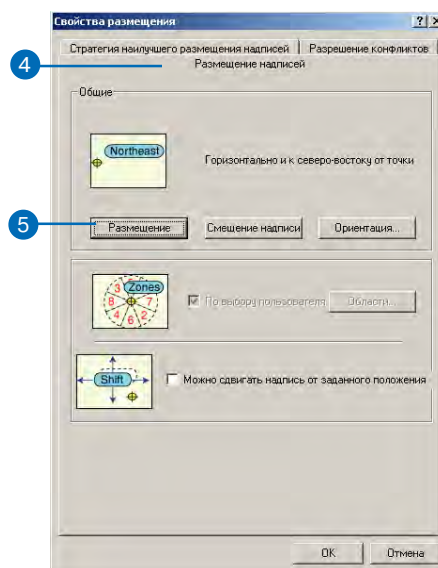 Свойства размещения
Стратегия наилучшего размещения надписей
Разрешение конфликтов
4
Размещение надписей
Общие
Northeast
Горизонтально и к северо-востоку от точки
5
Размещение
Смещение надписи
Ориентация...
Zones
3
8
7
4
6
2
По выбору пользователя
Области...
Shift
Можно сдвигать надпись от заданного положения
OK
Отмена